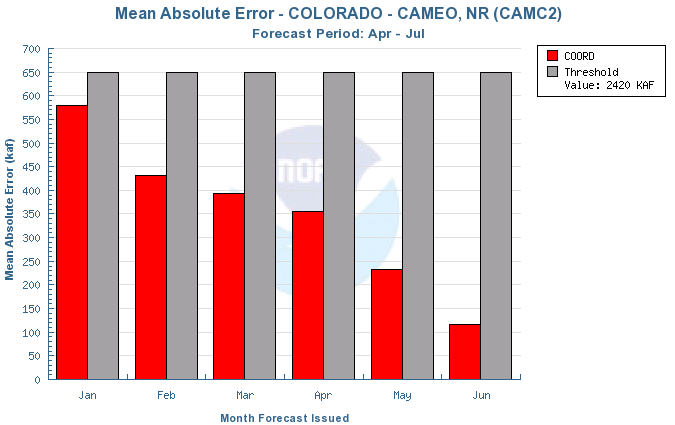 Mean Absolute Error - COLORADO - CAMEO, NR (CAMC2)
Forecast Period: Apr - Jul
COORD
Threshold
Value: 2420 KAF
Mean Absolute Error (kaf)
700
650
600
550
500
450
400
350
300
250
200
150
100
50
0
NOA
Jan Feb Mar Apr May Jun
Month Forecast Issued